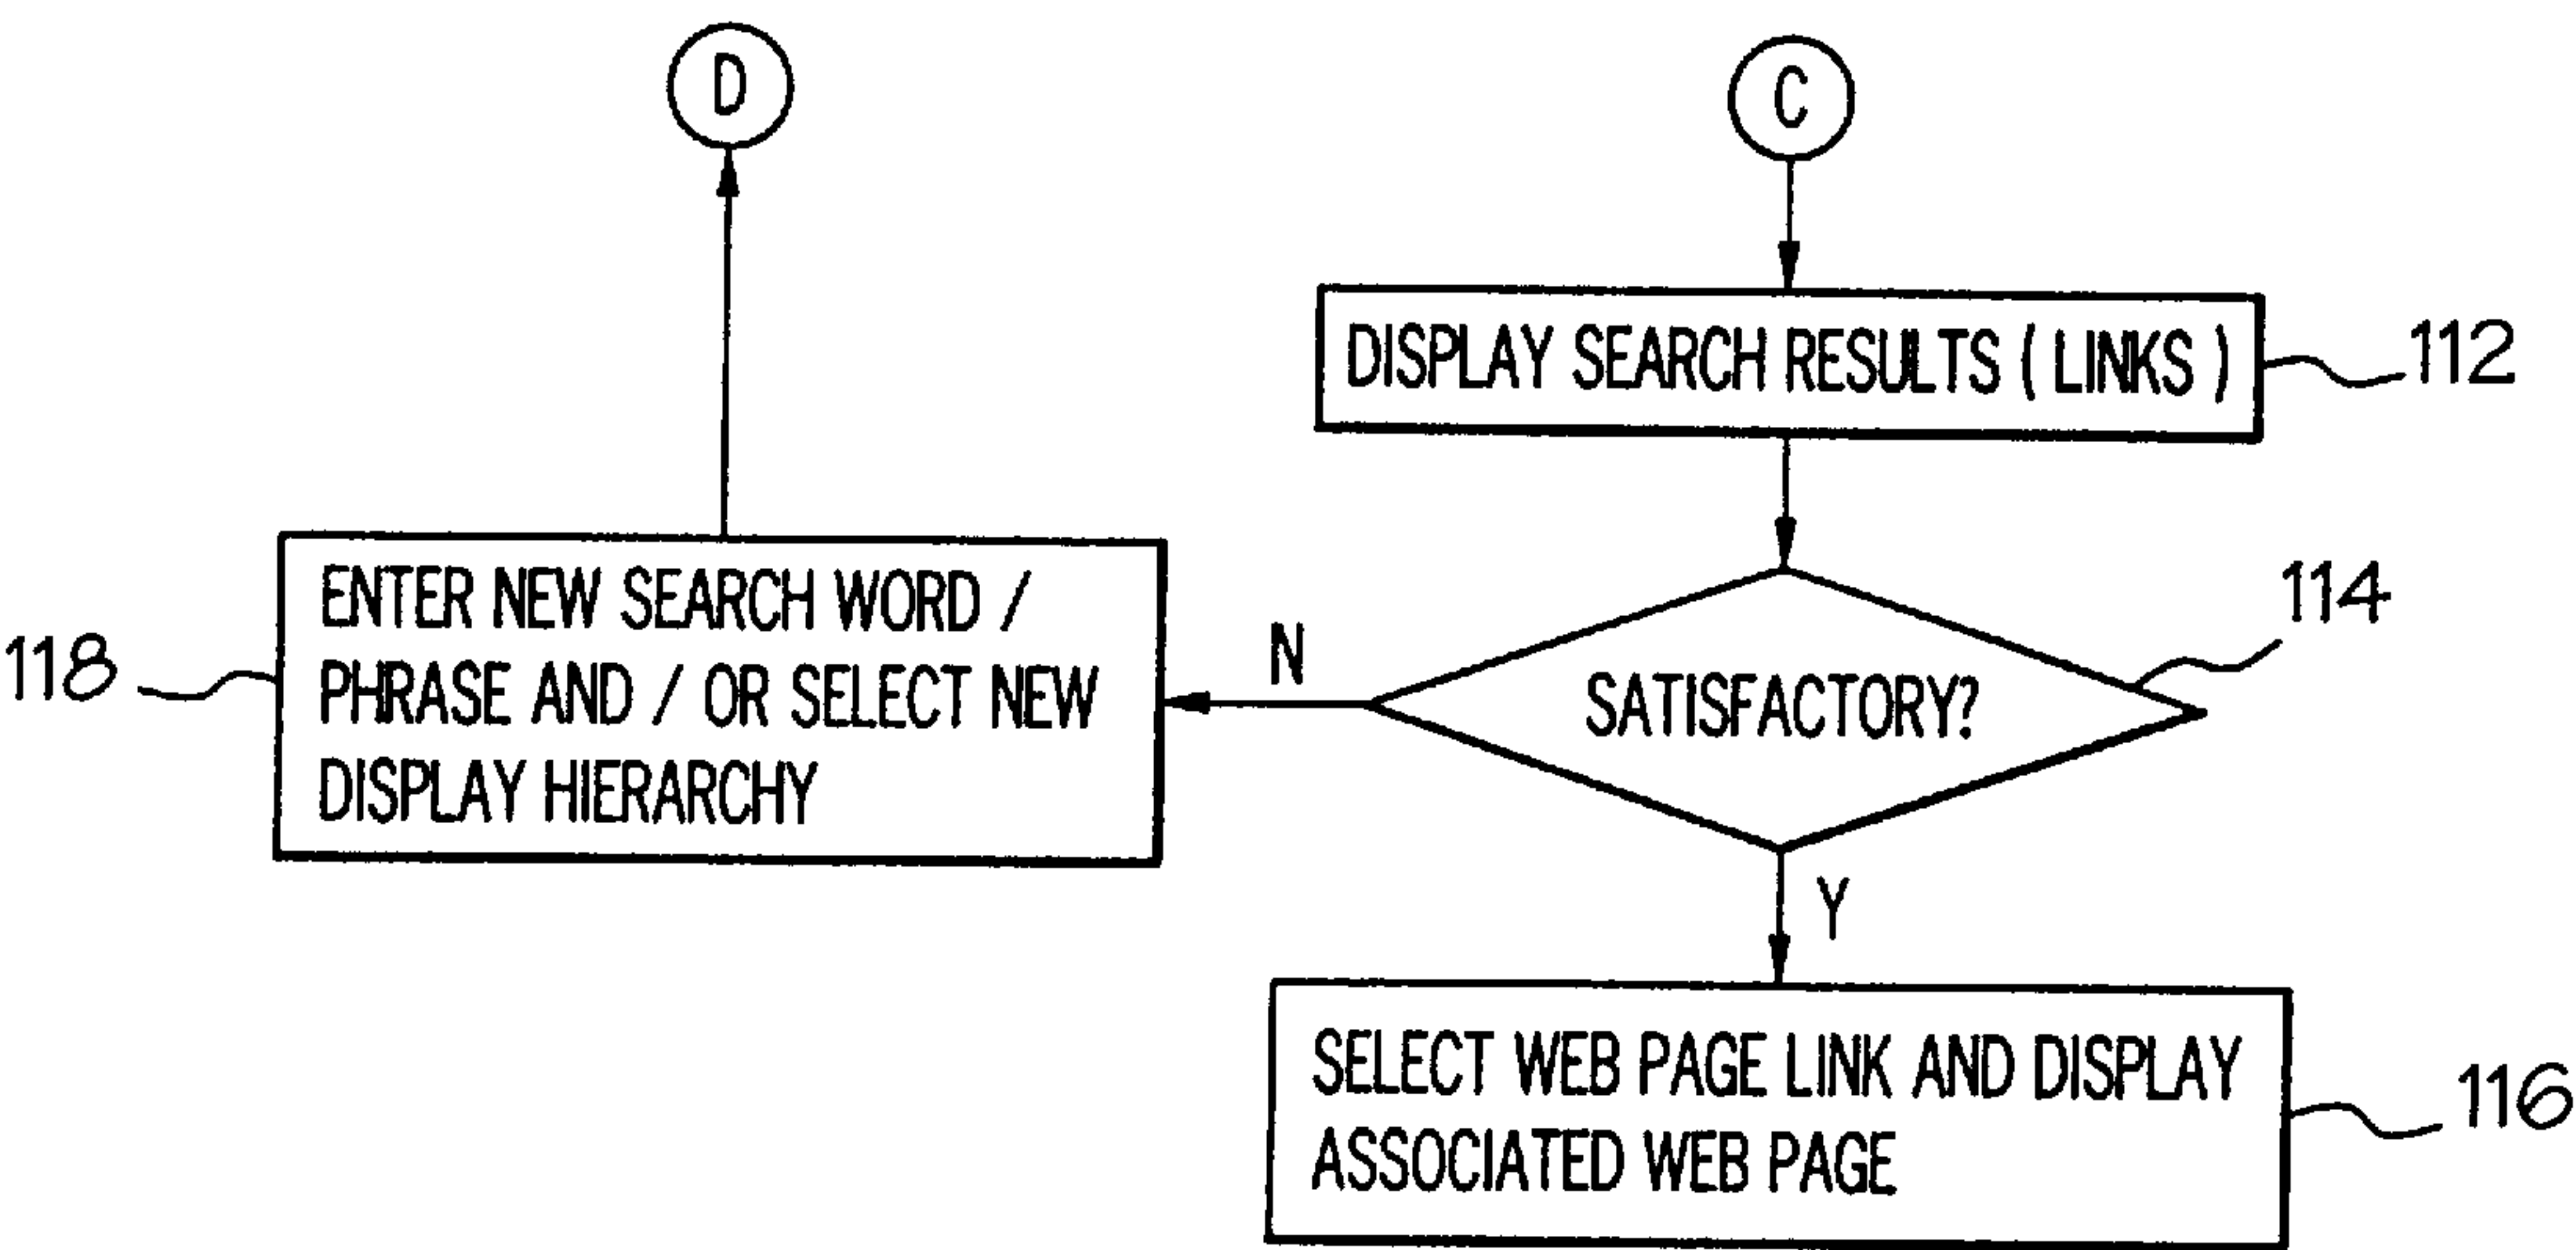 D
C
DISPLAY SEARCH RESULTS ( LINKS )
112
114
SATISFACTORY?
N
Y
118
ENTER NEW SEARCH WORD /
PHRASE AND / OR SELECT NEW
DISPLAY HIERARCHY
SELECT WEB PAGE LINK AND DISPLAY
ASSOCIATED WEB PAGE
116